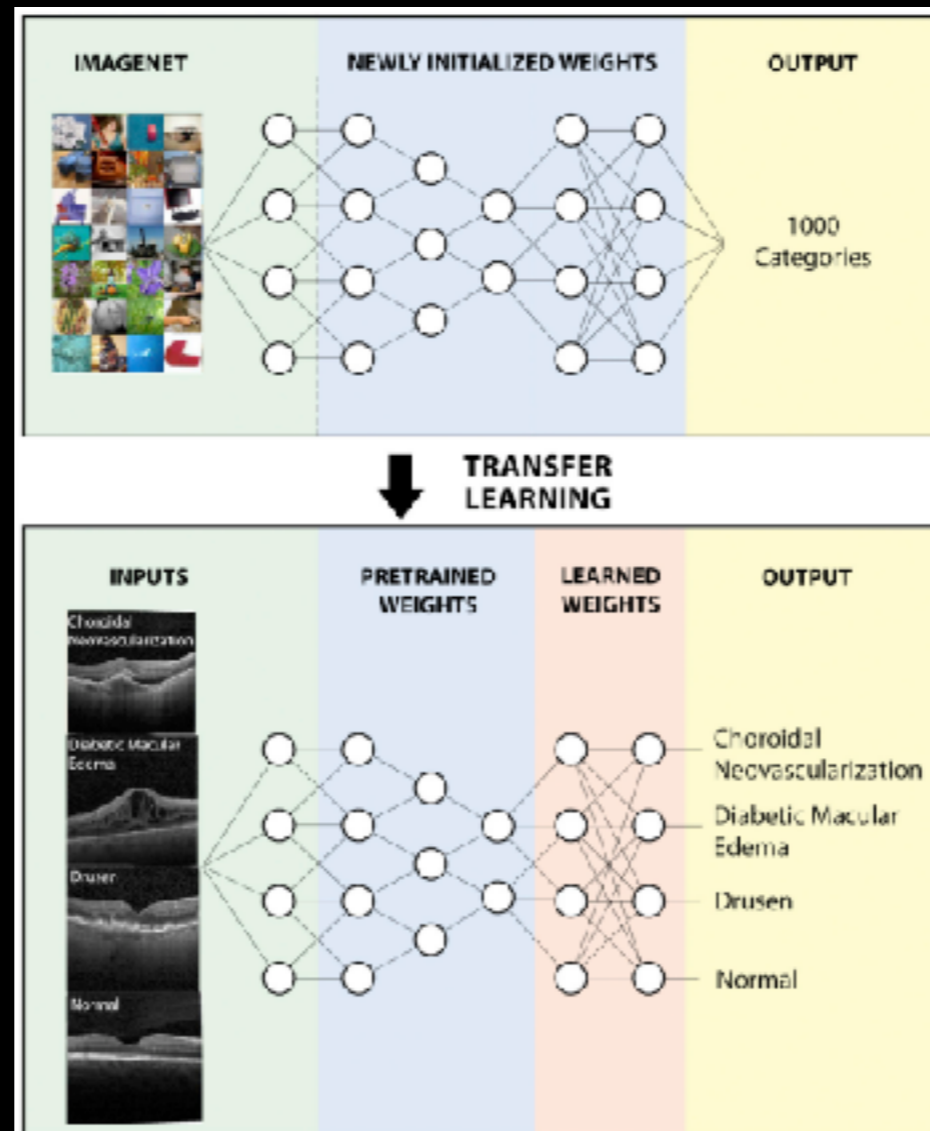 IMAGENET
NEWLY INITIALIZED WEIGHTS
OUTPUT
1000
Categories
TRANSFER
LEARNING
INPUTS
PRETRAINED
WEIGHTS
LEARNED
WEIGHTS
OUTPUT
Choroidal
Neovascularization
Diabetic Macular
Edema
Drusen
Normal
Choroidal
Neovascularization
Diabetic Macular
Edema
Drusen
Normal